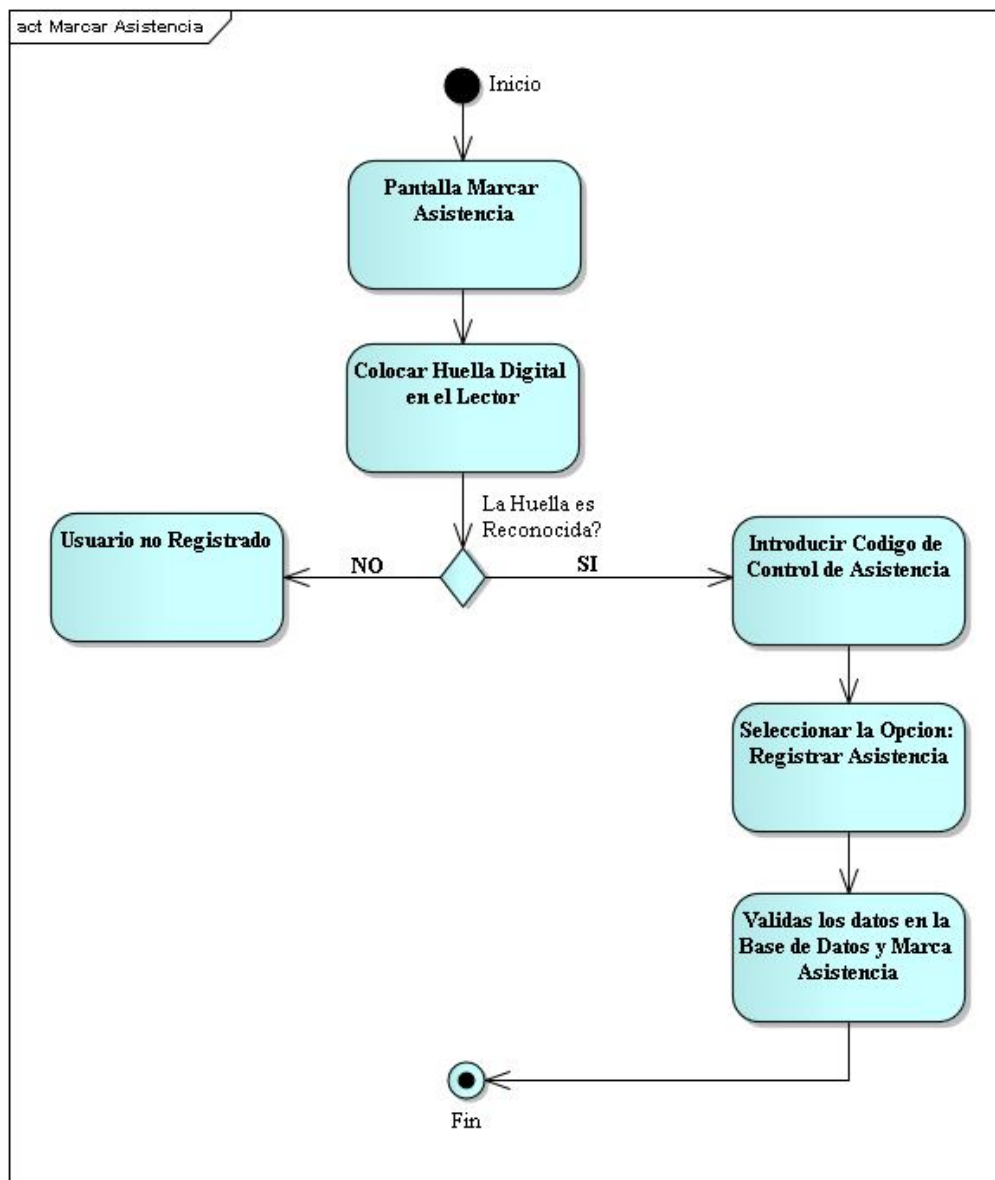 act Marcar Asistencia
Inicio
Pantalla Marcar
Asistencia
Colocar Huella Digital
en el Lector
La Huella es
Reconocida?
Usuario no Registrado
NO
SI
Introducir Codigo de
Control de Asistencia
Seleccionar la Opcion:
Registrar Asistencia
Validas los datos en la
Base de Datos y Marca
Asistencia
Fin